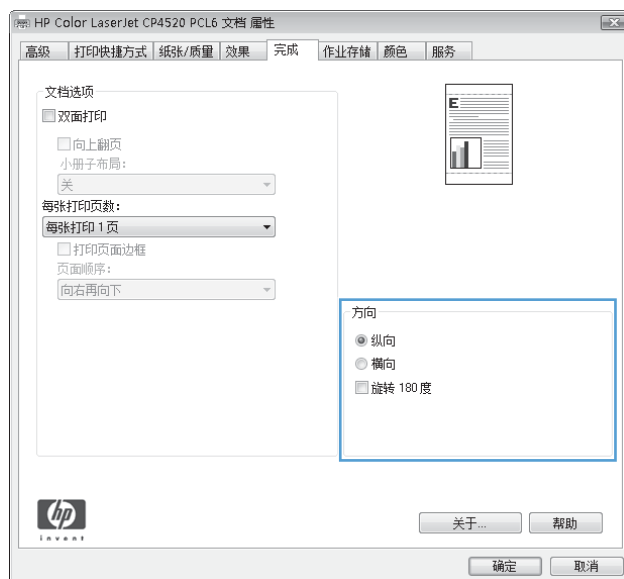 HP Color LaserJet CP4520 PCL6 文档 属性
高级 打印快捷方式 纸张/质量 效果 完成 作业存储 颜色 服务
文档选项
双面打印
向上翻页
小册子布局:
关
每张打印页数:
每张打印 1 页
打印页面边框
页面顺序:
向右再向下
E
方向
纵向
横向
旋转 180 度
hp
invent
关于... 帮助
确定 取消